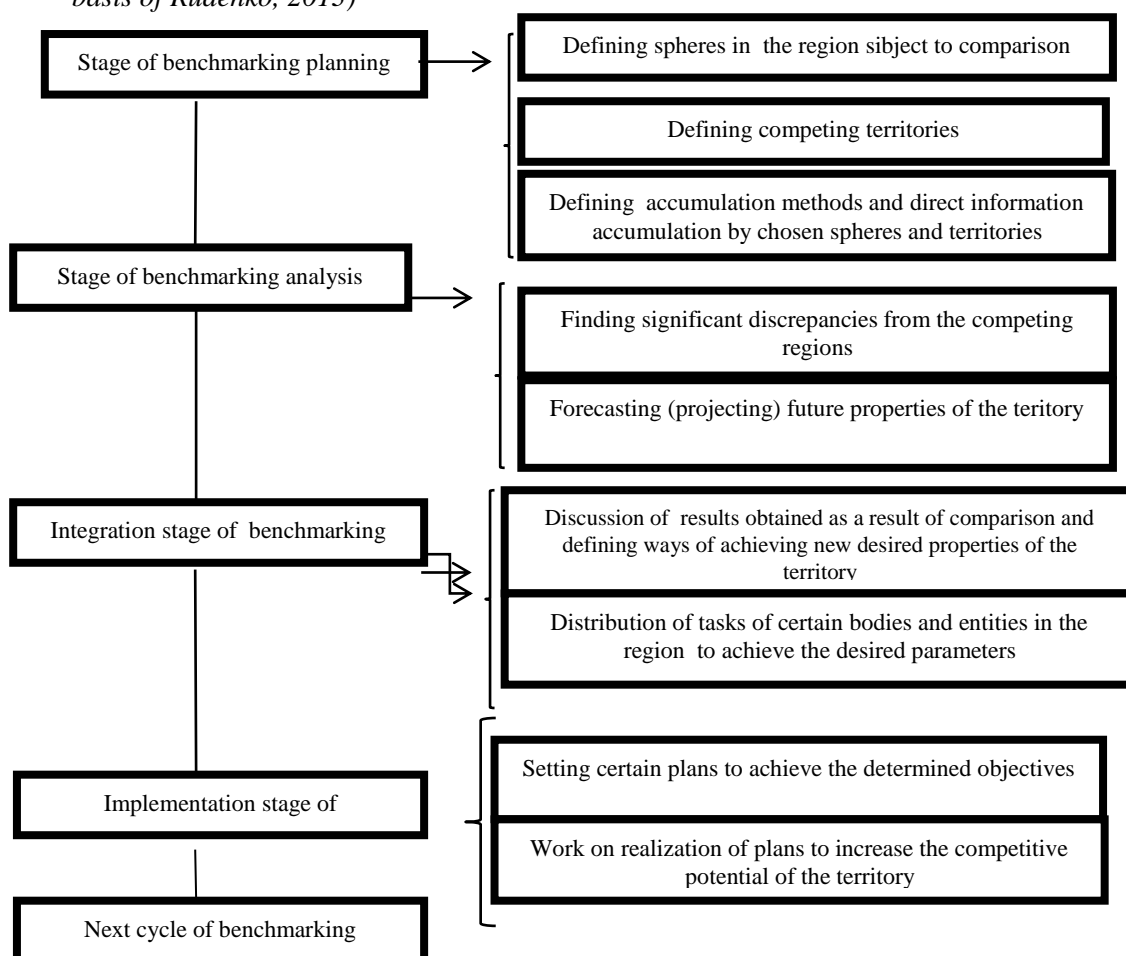 basis of Rudenko, 2015)
Stage of benchmarking planning
Defining spheres in the region sibject to comparison
Defining competing territories
Defining accumulation methods and direct information
accumulation by chosen spheres and territories
Stage of benchmarking analysis
Finding significant discrepancies from the competing
regions
Forecasting (projecting) future properties of the teritory
Integration stage of benchmarking
Discussion of results obtained as a result of comparison and
defining ways of achieving new desired properties of the
territory
Distribution of tasks of certain bodies and entities in the
region to achieve the desired parameters
Implementation stage of
Setting certain plans to achieve the determined objectives
Work on realization of plans to increase the competitive
potential of the territory
Next cycle of benchmarking